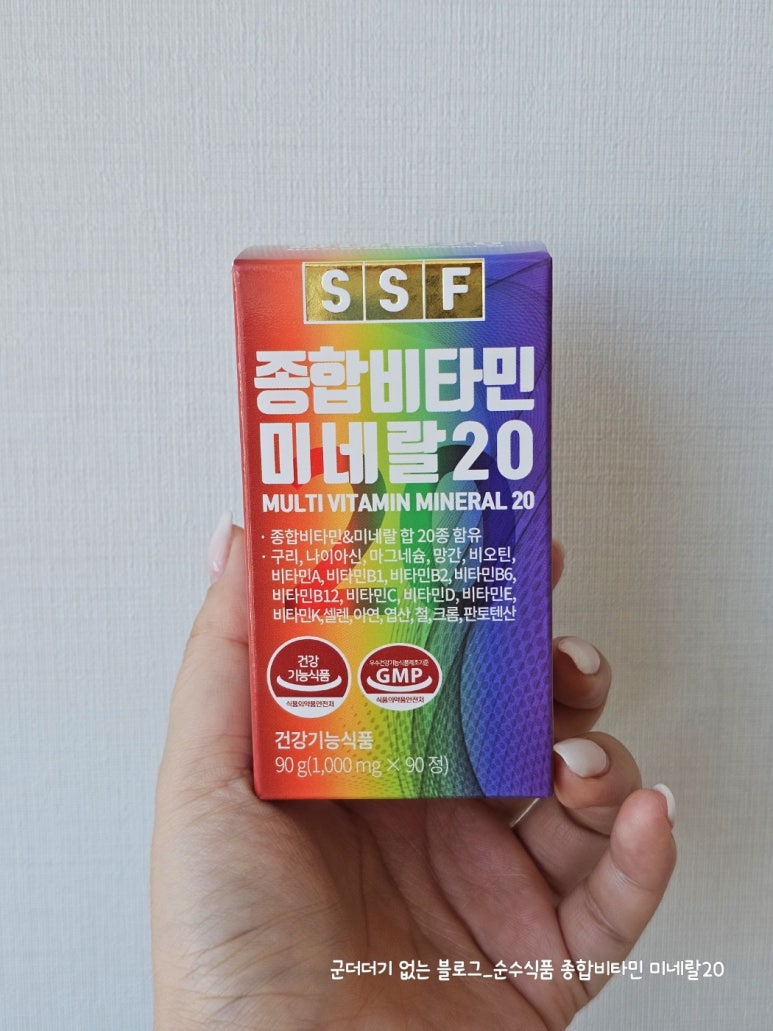 SSF
종합비타민
미네랄20
MULTI VITAMIN MINERAL 20
· 종합비타민&미네랄 합 20종 함유
· 구리, 나이아신, 마그네슘, 망간, 비오틴,
비타민A, 비타민B1, 비타민B2, 비타민B6,
비타민B12, 비타민C, 비타민D, 비타민E,
비타민K,셀렌,아연,엽산,철,크롬,판토텐산
건강
기능식품
식품의약품안전처
우수건강기능식품제조기준
GMP
식품의약품안전처
건강기능식품
90 g(1,000 mg × 90 정)
군더더기 없는 블로그_순수식품 종합비타민 미네랄20